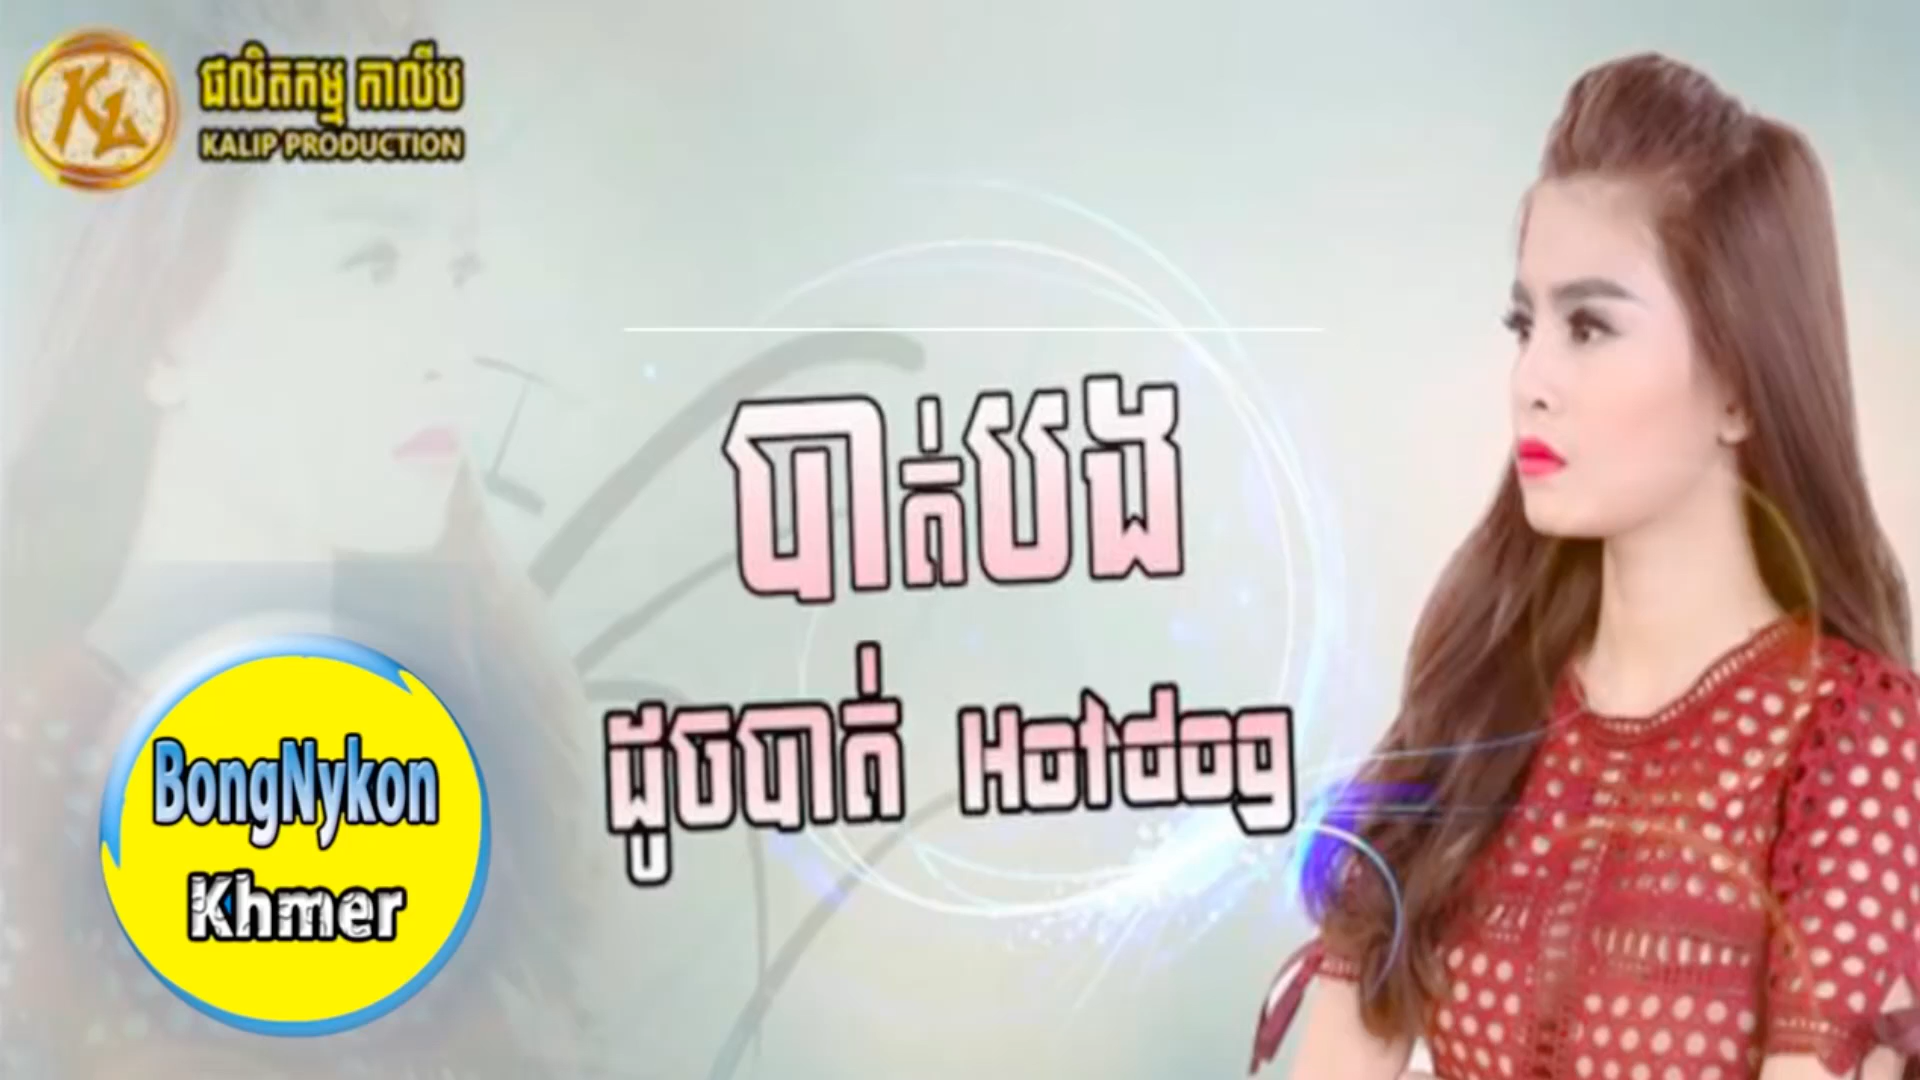 ផលិតកម្ម កាលីប
KALIP PRODUCTION
បាត់បង
ដូចបាត់ Hotdog
BongNykon
Khmer